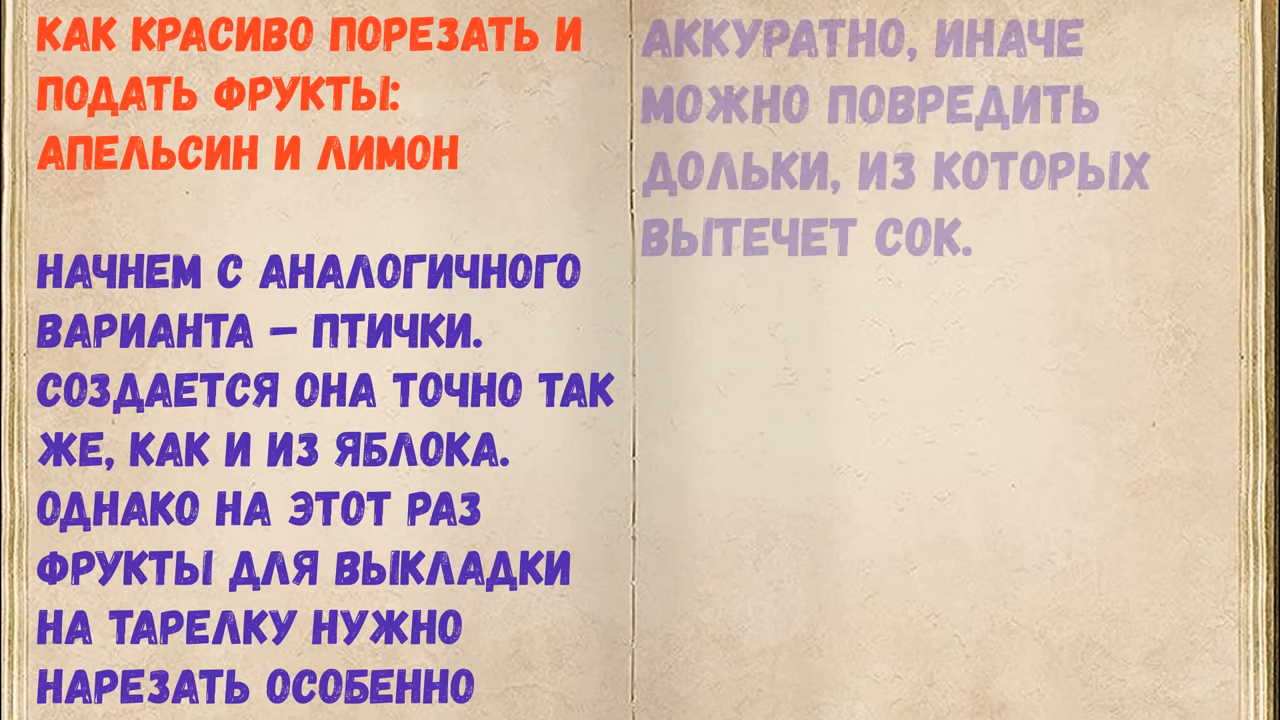 КАК КРАСИВО ПОРЕЗАТЬ И
ПОДАТЬ ФРУКТЫ:
АПЕЛЬСИН И ЛИМОН
НАЧНЕМ С АНАЛОГИЧНОГО
ВАРИАНТА – ПТИЧКИ.
СОЗДАЕТСЯ ОНА ТОЧНО ТАК
ЖЕ, КАК И ИЗ ЯБЛОКА.
ОДНАКО НА ЭТОТ РАЗ
ФРУКТЫ ДЛЯ ВЫКЛАДКИ
НА ТАРЕЛКУ НУЖНО
НАРЕЗАТЬ ОСОБЕННО
АККУРАТНО, ИНАЧЕ
МОЖНО ПОВРЕДИТЬ
ДОЛЬКИ, ИЗ КОТОРЫХ
ВЫТЕЧЕТ СОК.